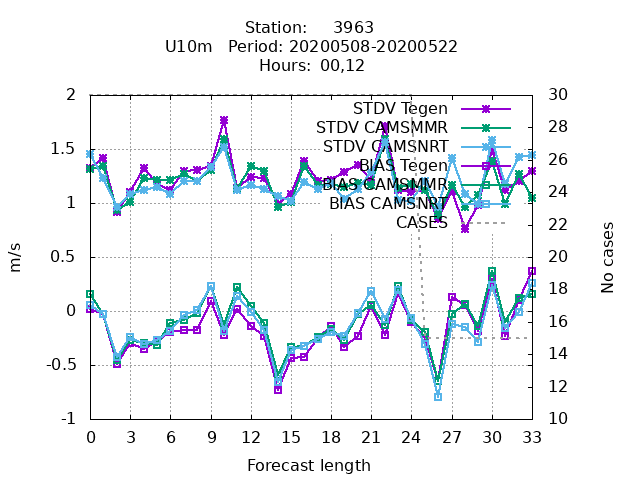 Station: 3963
U10m Period: 20200508-20200522
Hours: 00,12
2
1.5
1
0.5
0
-0.5
-1
m/s
30
28
26
24
22
20
18
16
14
12
10
No cases
STDV Tegen
STDV CAMSMMR
STDV CAMSNRT
BIAS Tegen
BIAS CAMSMMR
BIAS CAMSNRT
CASES
0 3 6 9 12 15 18 21 24 27 30 33
Forecast length